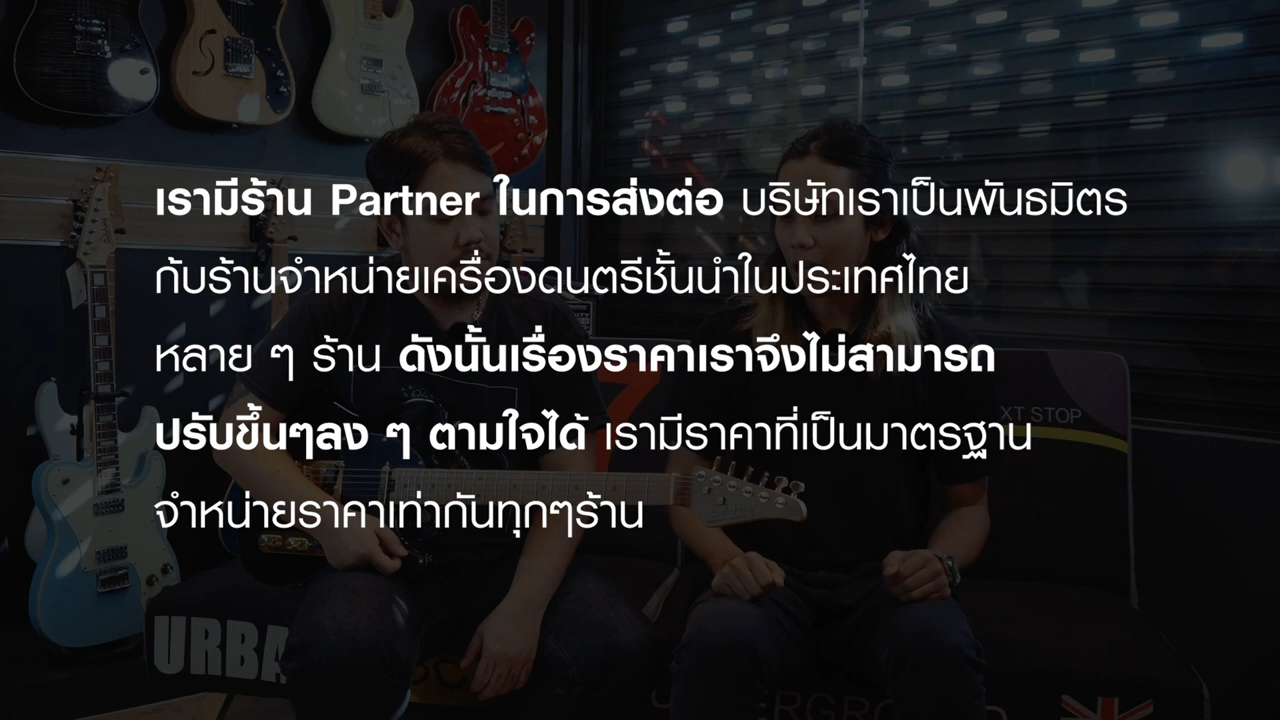 เรามีร้าน Partner ในการส่งต่อ บริษัทเราเป็นพันธมิตร
กับร้านจำหน่ายเครื่องดนตรีชั้นนำในประเทศไทย
หลาย ๆ ร้าน ดังนั้นเรื่องราคาเราจึงไม่สามารถ
ปรับขึ้นๆลง ๆ ตามใจได้ เรามีราคาที่เป็นมาตรฐาน
จำหน่ายราคาเท่ากันทุกๆร้าน
XT STOP
URBA